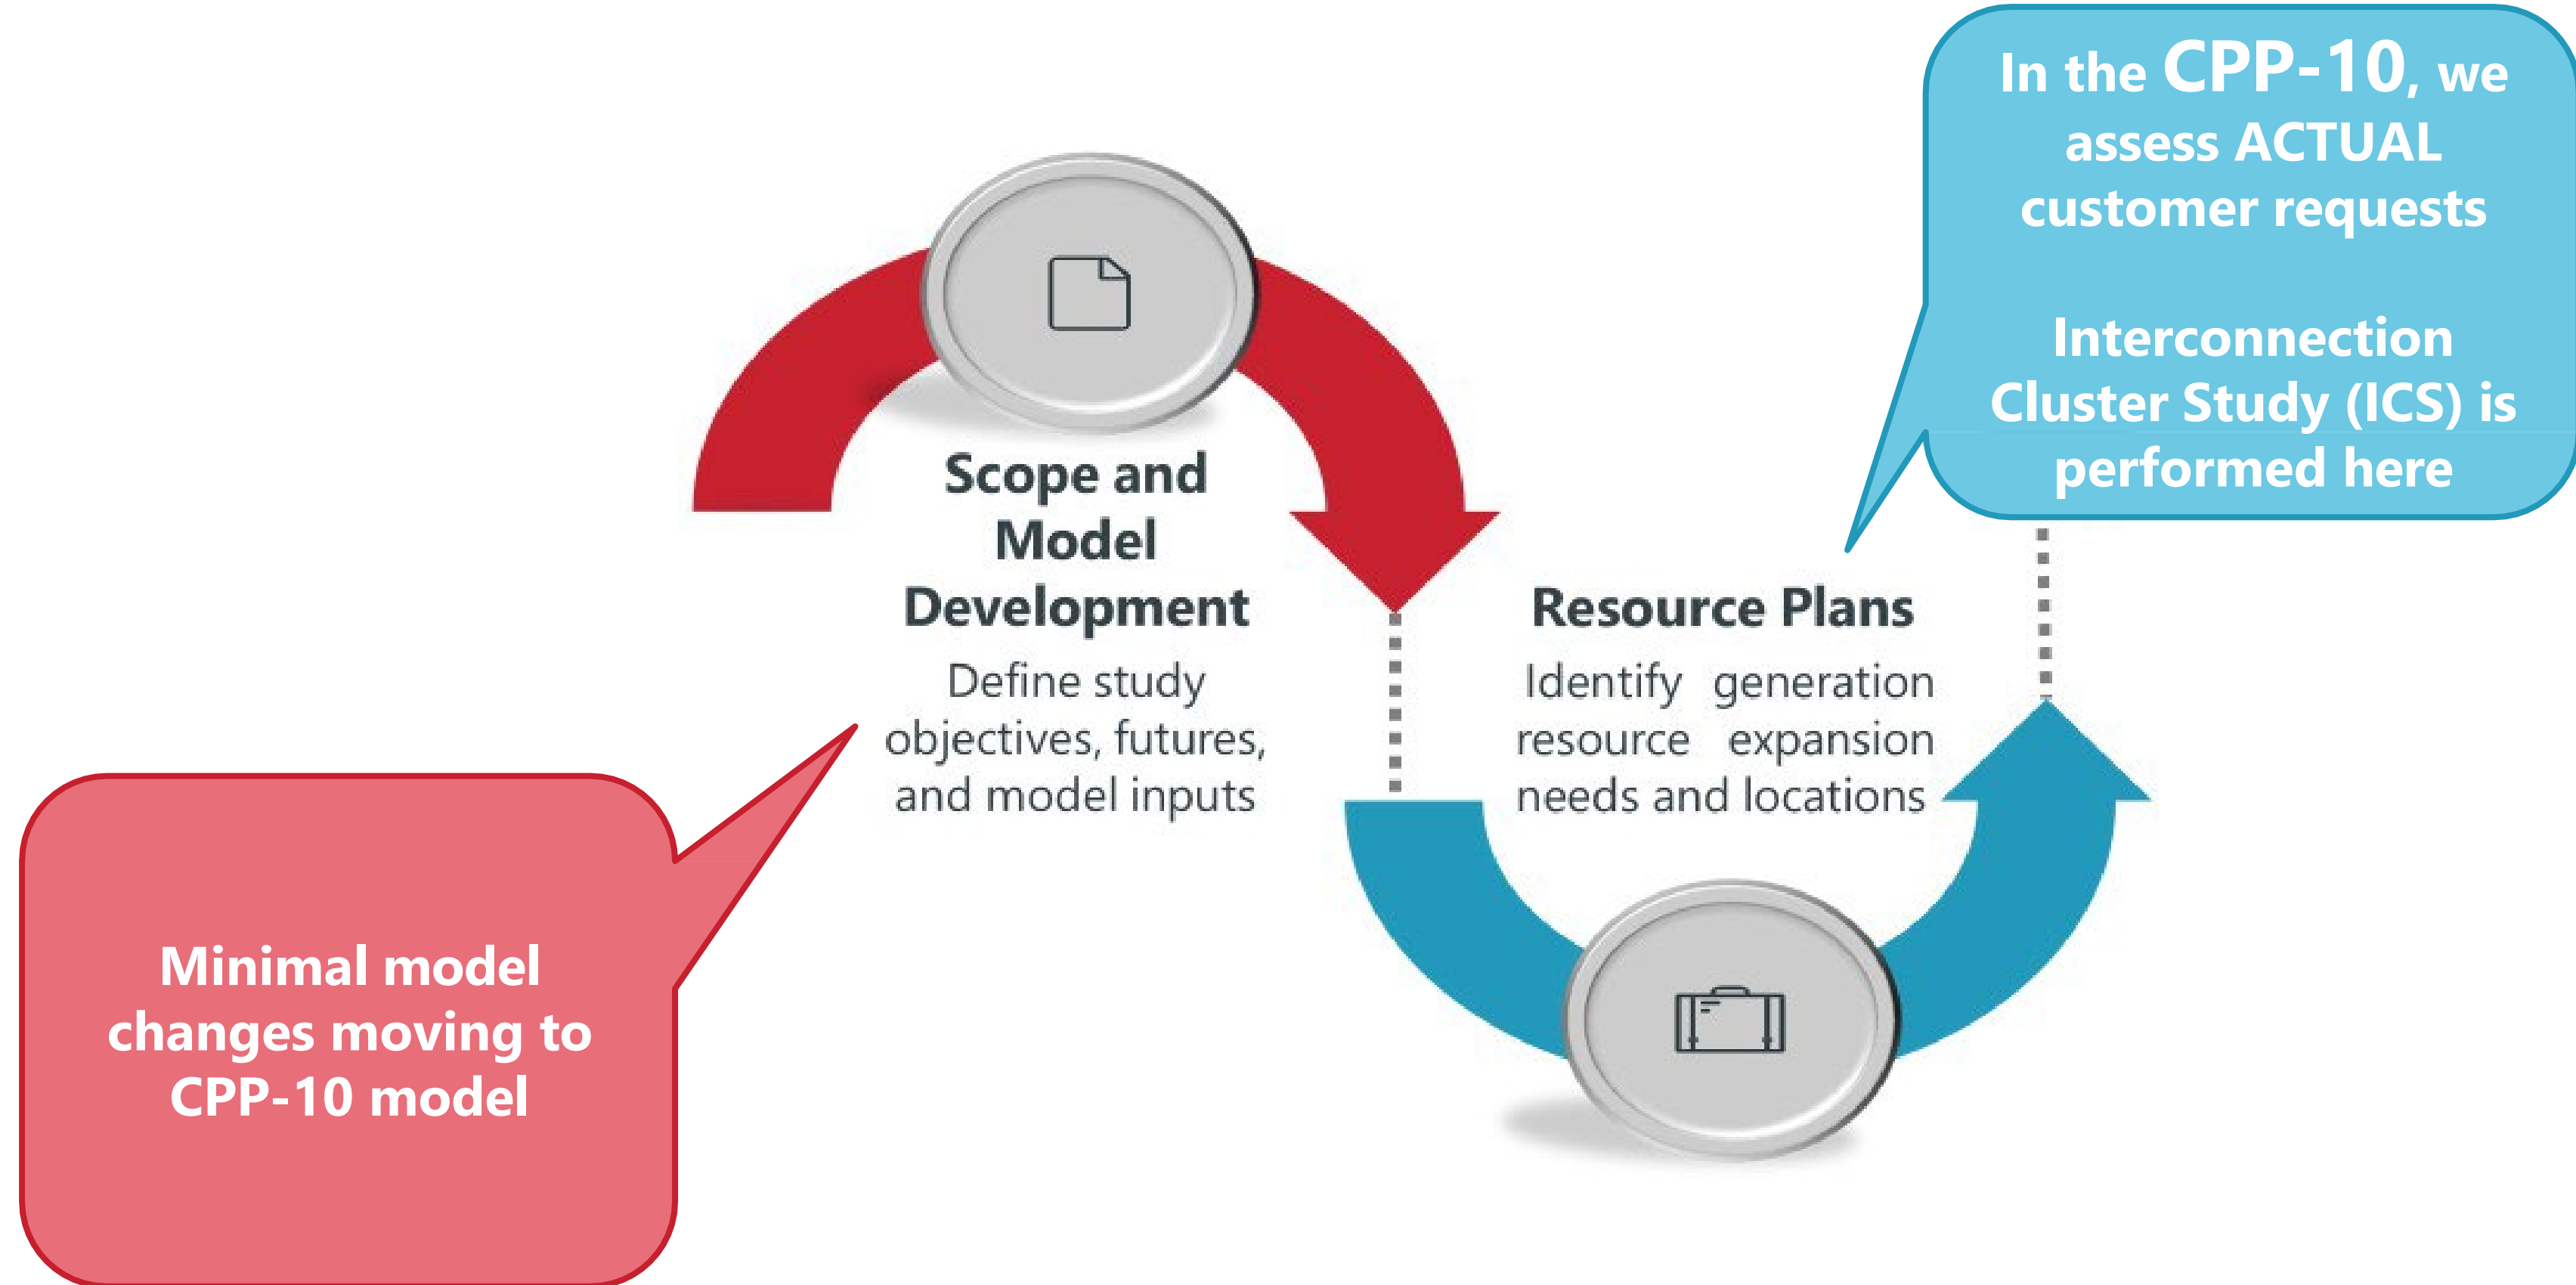 In the CPP-10, we
assess ACTUAL
customer requests
Interconnection
Cluster Study (ICS) is
performed here
Scope and
Model
Development
Define study
objectives, futures,
and model inputs
Resource Plans
Identify generation
resource expansion
needs and locations
Minimal model
changes moving to
CPP-10 model